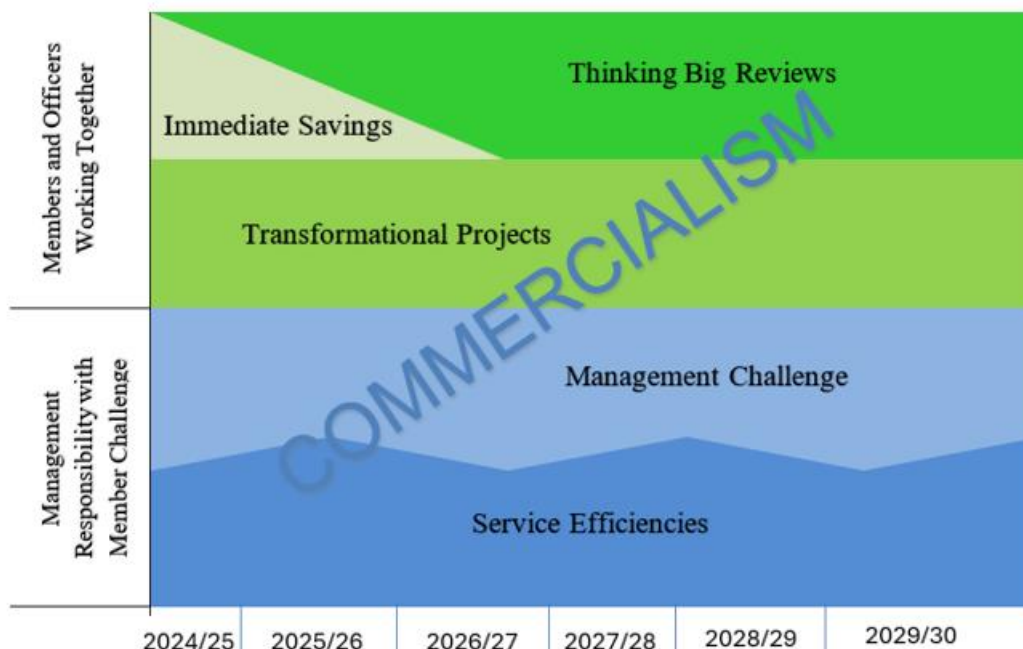 Members and Officers
Working Together
Immediate Savings
Thinking Big Reviews
Transformational Projects
COMMERCIALISM
Management
Responsibility with
Member Challenge
Management Challenge
Service Efficiencies
2024/25 2025/26 2026/27 2027/28 2028/29 2029/30